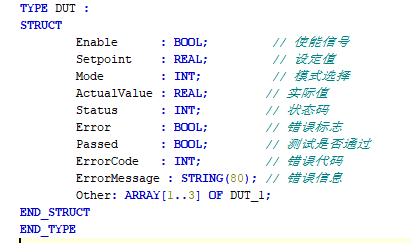 TYPE DUT :
STRUCT
Enable : BOOL; // 使能信号
Setpoint : REAL; // 设定值
Mode : INT; // 模式选择
ActualValue : REAL; // 实际值
Status : INT; // 状态码
Error : BOOL; // 错误标志
Passed : BOOL; // 测试是否通过
ErrorCode : INT; // 错误代码
ErrorMessage : STRING(80); // 错误信息
Other: ARRAY[1..3] OF DUT_1;
END_STRUCT
END_TYPE